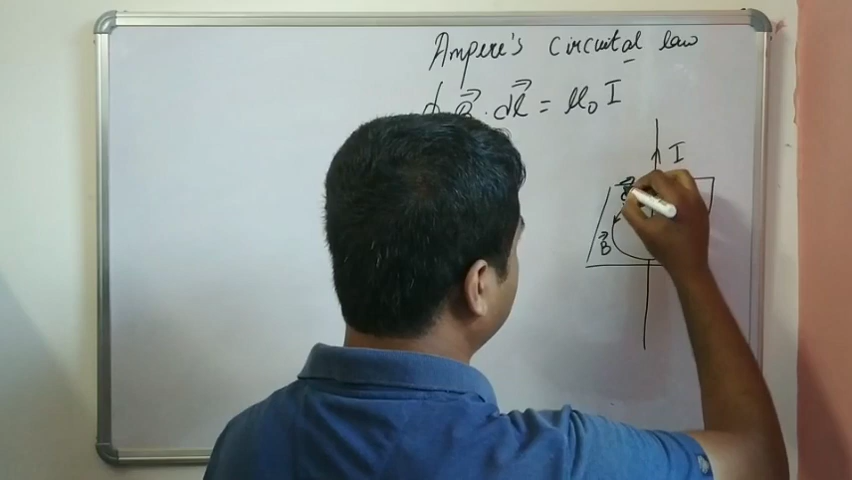 Ampere's circuital law
∮ B⃗ . dl⃗ = μ₀ I
I
B⃗